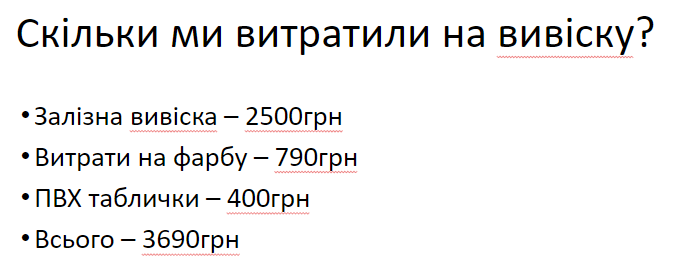 Скільки ми витратили на вивіску?
• Залізна вивіска – 2500грн
• Витрати на фарбу – 790грн
• ПВХ таблички – 400грн
• Всього – 3690грн